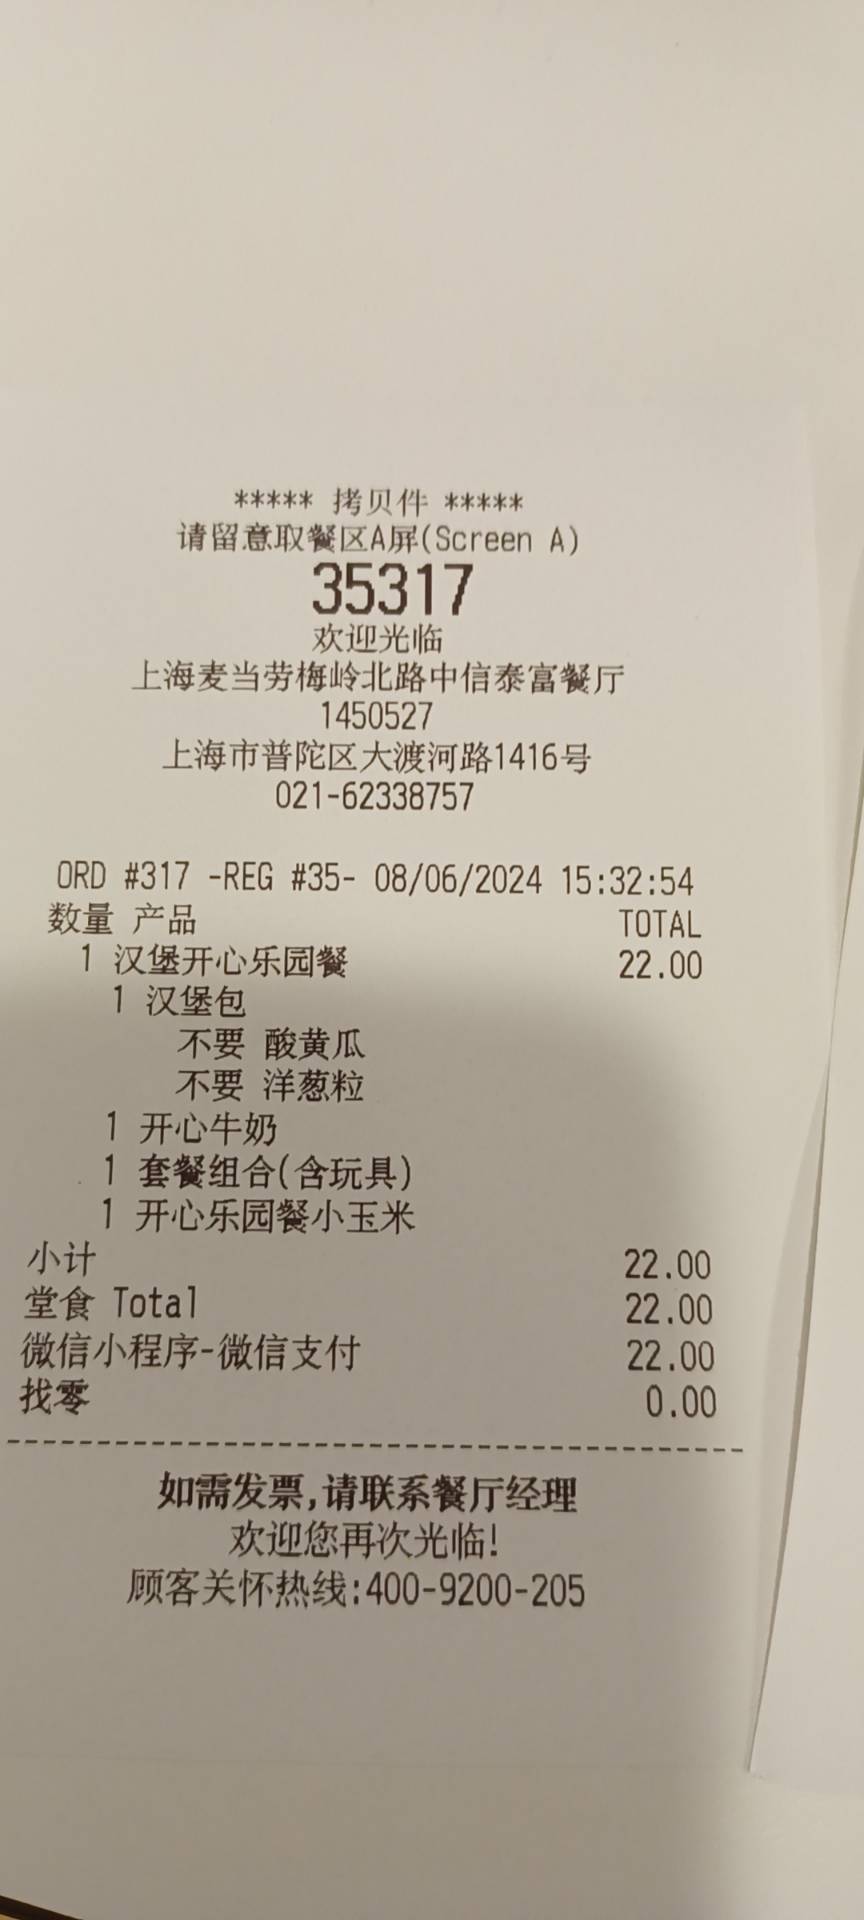 ***** 拷贝件 *****
请留意取餐区A屏(Screen A)
35317
欢迎光临
上海麦当劳梅岭北路中信泰富餐厅
1450527
上海市普陀区大渡河路1416号
021-62338757
ORD #317 -REG #35- 08/06/2024 15:32:54
数量 产品 TOTAL
1 汉堡开心乐园餐 22.00
1 汉堡包
不要 酸黄瓜
不要 洋葱粒
1 开心牛奶
1 套餐组合(含玩具)
1 开心乐园餐小玉米
小计 22.00
堂食 Total 22.00
微信小程序-微信支付 22.00
找零 0.00
如需发票,请联系餐厅经理
欢迎您再次光临!
顾客关怀热线:400-9200-205